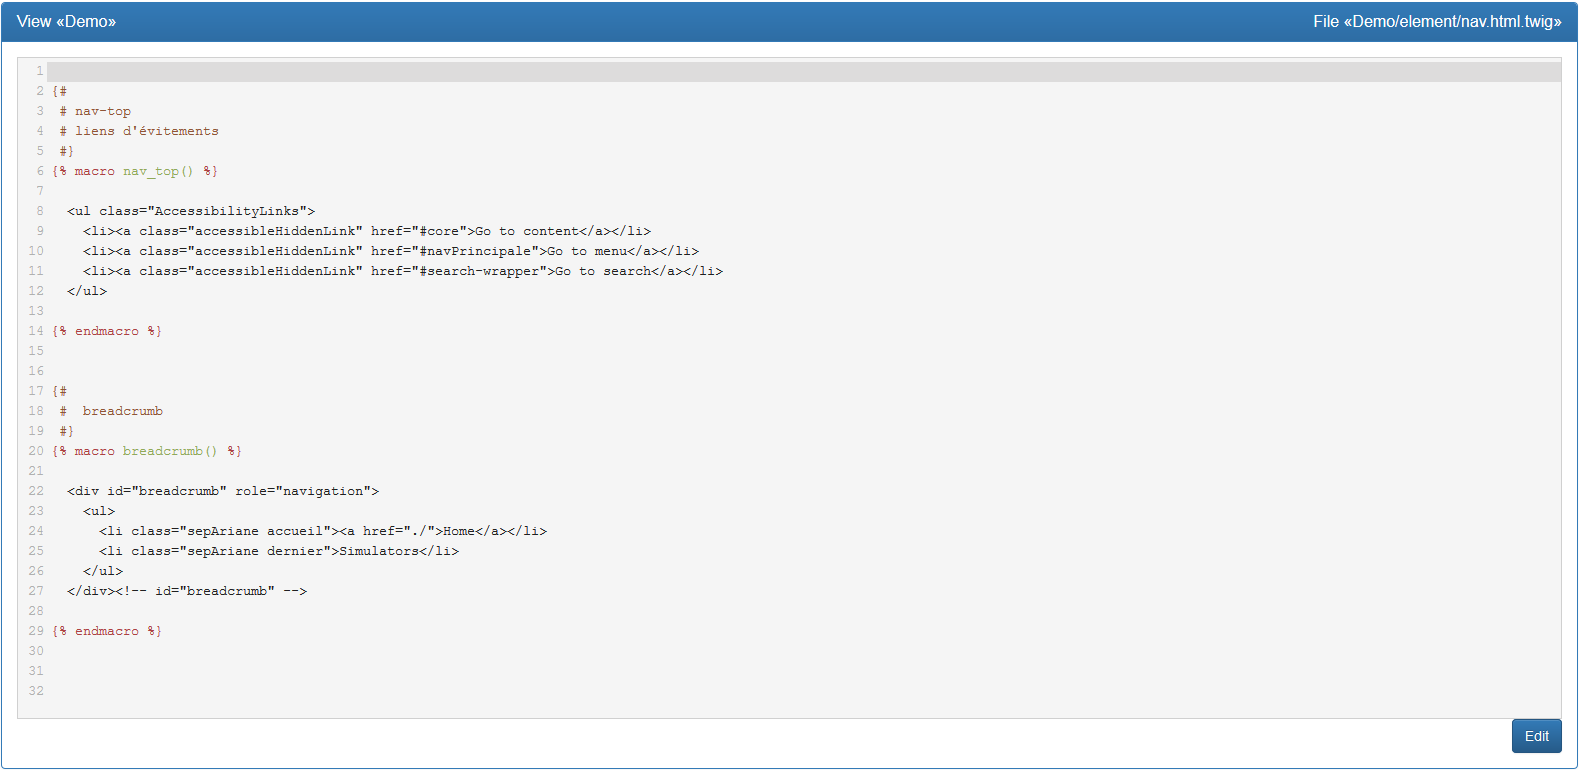 View «Demo» File «Demo/element/nav.html.twig»
1
2 {#
3 # nav-top
4 # liens d'évitements
5 #}
6 {% macro nav_top() %}
7
8 <ul class="AccessibilityLinks">
9 <li><a class="accessibleHiddenLink" href="#core">Go to content</a></li>
10 <li><a class="accessibleHiddenLink" href="#navPrincipale">Go to menu</a></li>
11 <li><a class="accessibleHiddenLink" href="#search-wrapper">Go to search</a></li>
12 </ul>
13
14 {% endmacro %}
15
16
17 {#
18 # breadcrumb
19 #}
20 {% macro breadcrumb() %}
21
22 <div id="breadcrumb" role="navigation">
23 <ul>
24 <li class="sepAriane accueil"><a href="./">Home</a></li>
25 <li class="sepAriane dernier">Simulators</li>
26 </ul>
27 </div><!-- id="breadcrumb" -->
28
29 {% endmacro %}
30
31
32
Edit